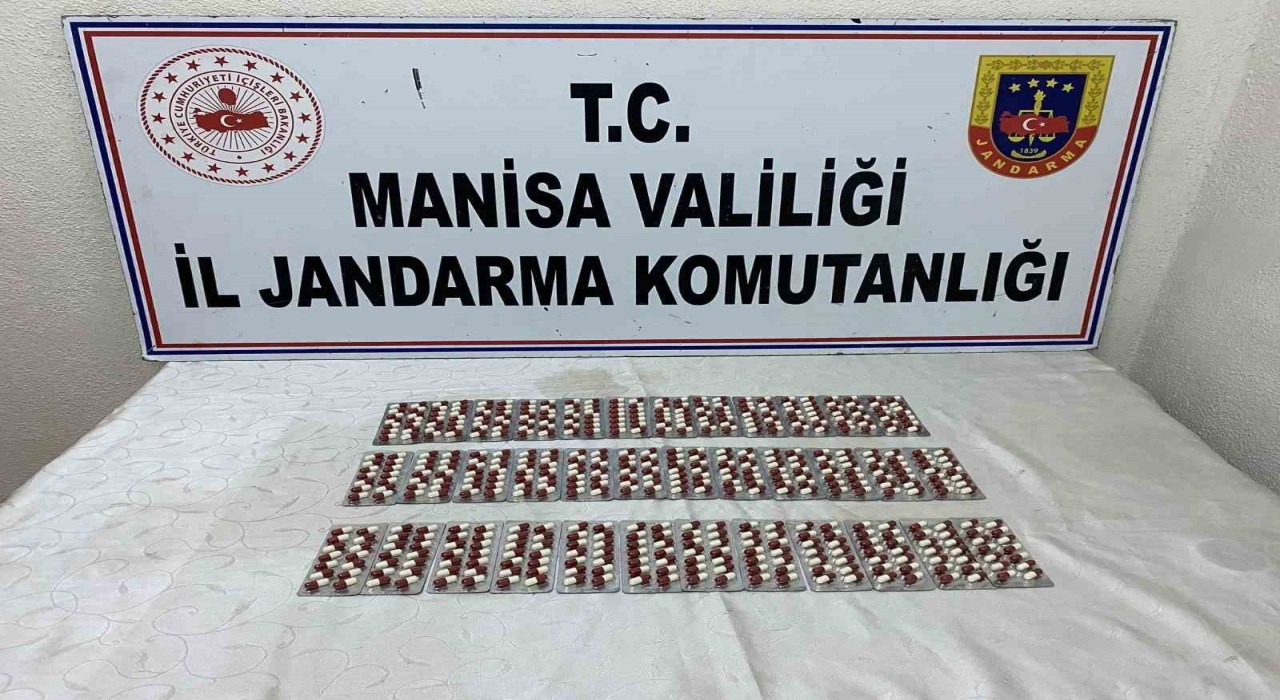 TÜRKİYE CUMHURİYETİ İÇİŞLERİ BAKANLIĞI
T.C.
MANİSA VALİLİĞİ
İL JANDARMA KOMUTANLIĞI
1839
JANDARMA